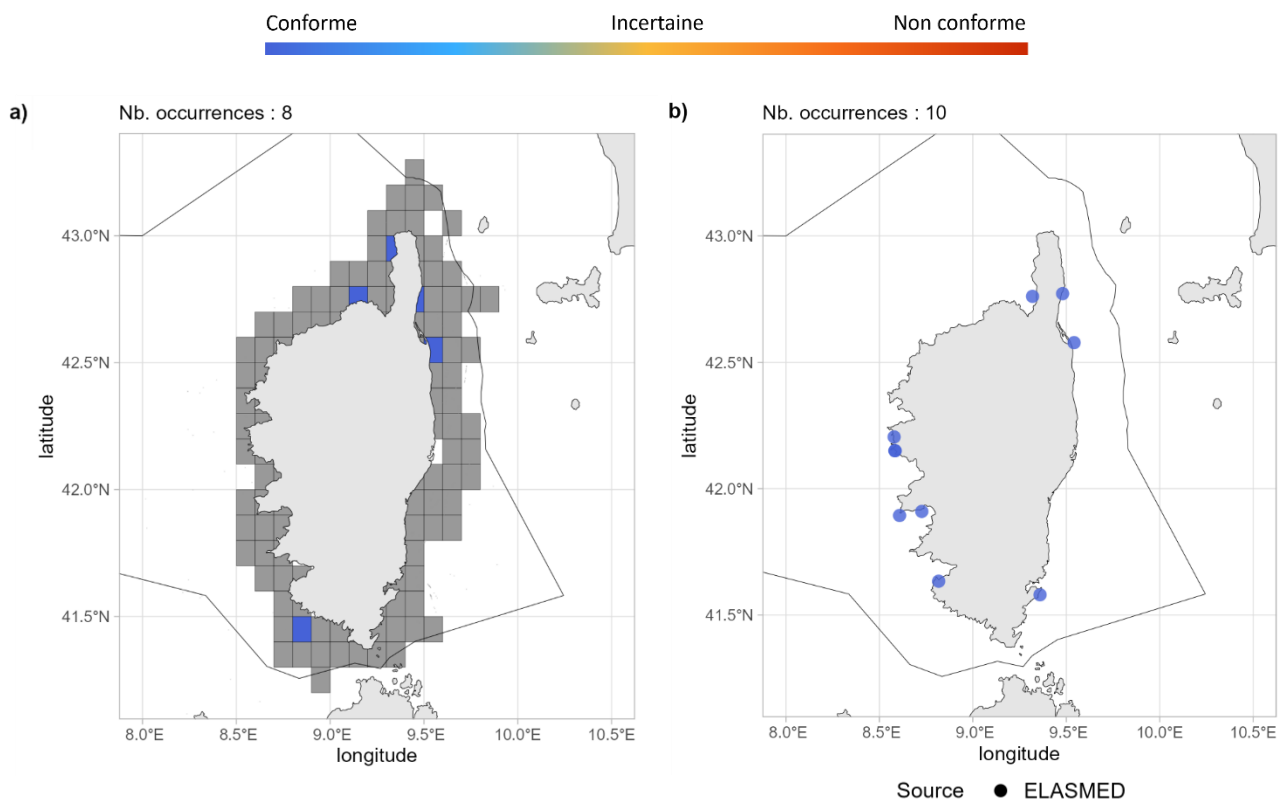 Conforme Incertaine Non conforme
a) Nb. occurrences : 8
b) Nb. occurrences : 10
43.0°N
42.5°N
42.0°N
41.5°N
latitude
8.0°E 8.5°E 9.0°E 9.5°E 10.0°E 10.5°E
longitude
43.0°N
42.5°N
42.0°N
41.5°N
latitude
8.0°E 8.5°E 9.0°E 9.5°E 10.0°E 10.5°E
longitude
Source ELASMED